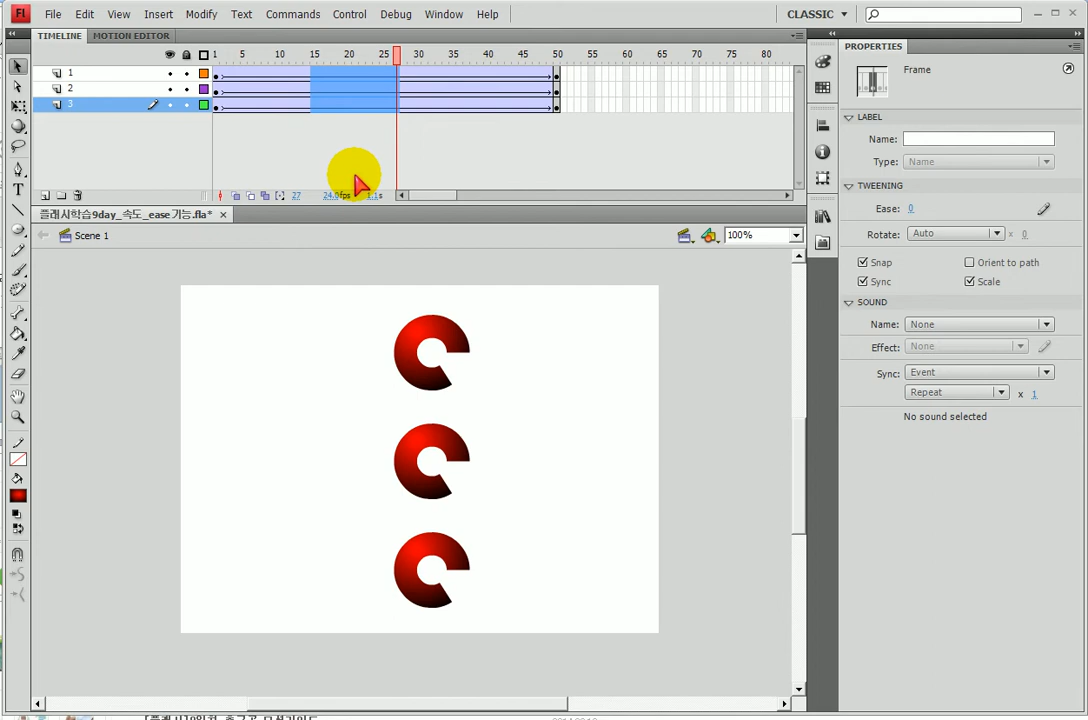 Fl File Edit View Insert Modify Text Commands Control Debug Window Help CLASSIC
TIMELINE MOTION EDITOR
1 5 10 15 20 25 30 35 40 45 50 55 60 65 70 75 80
1
2
3
27 24.0fps 1.1s
플래시학습9day_속도_ease기능.fla*
Scene 1 100%
PROPERTIES
Frame
LABEL
Name:
Type: Name
TWEENING
Ease: 0
Rotate: Auto x 0
Snap Orient to path
Sync Scale
SOUND
Name: None
Effect: None
Sync: Event
Repeat x 1
No sound selected